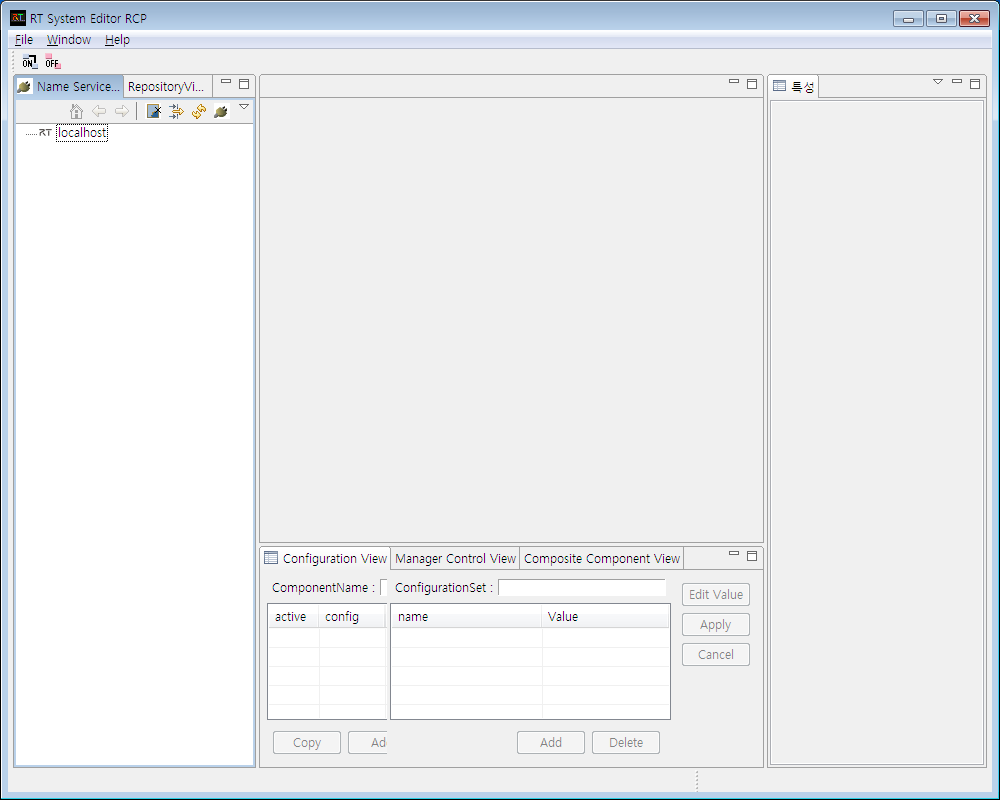 RT System Editor RCP
File Window Help
ON OFF
Name Service... RepositoryVi...
특성
RT localhost
Configuration View Manager Control View Composite Component View
ComponentName : ConfigurationSet :
Edit Value
active config name Value
Apply
Cancel
Copy Ad Add Delete